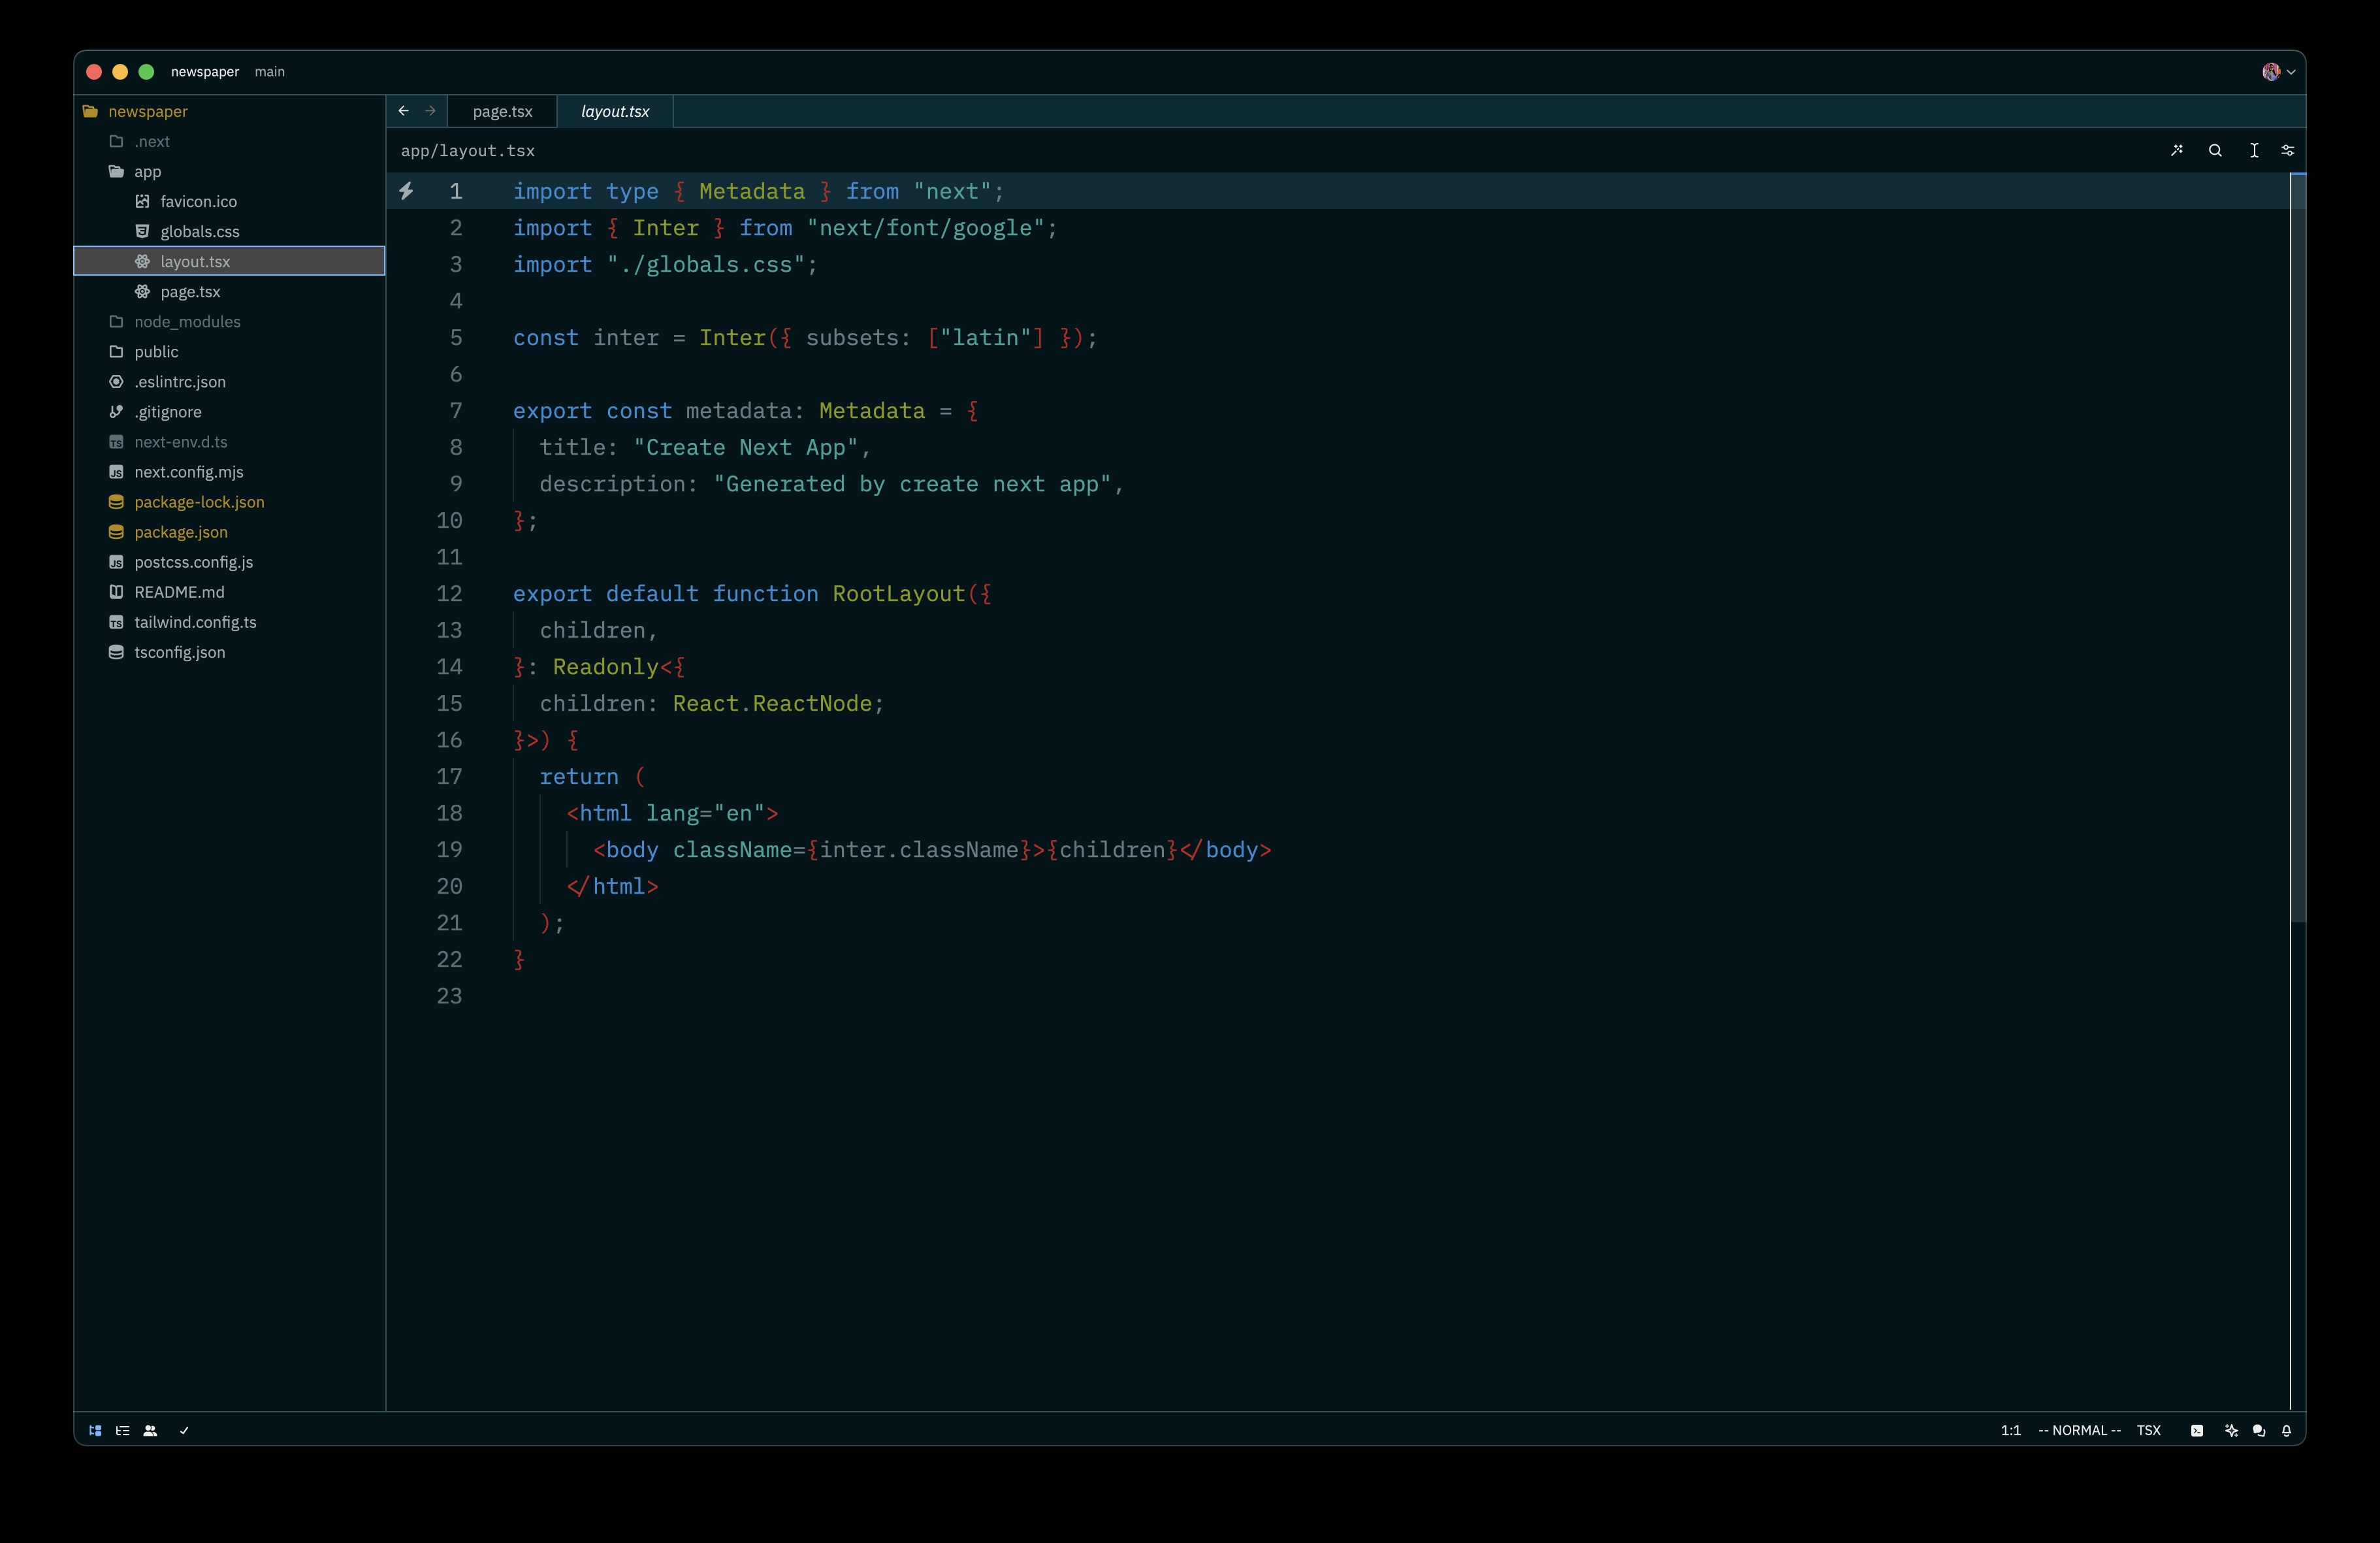 newspaper main
newspaper
.next
app
favicon.ico
globals.css
layout.tsx
page.tsx
node_modules
public
.eslintrc.json
.gitignore
next-env.d.ts
next.config.mjs
package-lock.json
package.json
postcss.config.js
README.md
tailwind.config.ts
tsconfig.json
page.tsx layout.tsx
app/layout.tsx
1 import type { Metadata } from "next";
2 import { Inter } from "next/font/google";
3 import "./globals.css";
4
5 const inter = Inter({ subsets: ["latin"] });
6
7 export const metadata: Metadata = {
8   title: "Create Next App",
9   description: "Generated by create next app",
10 };
11
12 export default function RootLayout({
13   children,
14 }: Readonly<{
15   children: React.ReactNode;
16 }>) {
17   return (
18     <html lang="en">
19       <body className={inter.className}>{children}</body>
20     </html>
21   );
22 }
23
1:1 -- NORMAL -- TSX